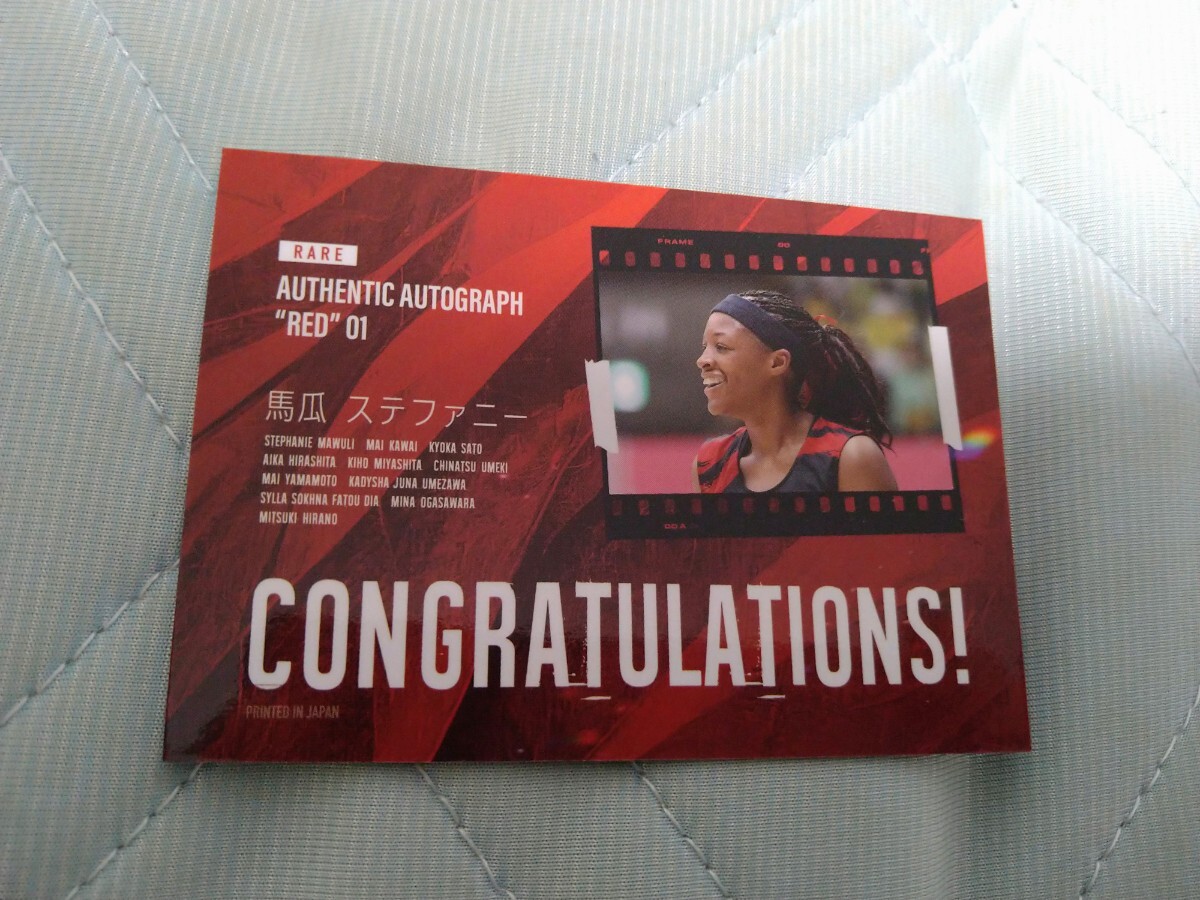 RARE
AUTHENTIC AUTOGRAPH
“RED” 01
馬瓜 ステファニー
STEPHANIE MAWULI MAI KAWAI KYOKA SATO
AIKA HIRASHITA KIHO MIYASHITA CHINATSU UMEKI
MAI YAMAMOTO KADYSHA JUNA UMEZAWA
SYLLA SOKHNA FATOU DIA MINA OGASAWARA
MITSUKI HIRANO
FRAME 00
00A
CONGRATULATIONS!
PRINTED IN JAPAN